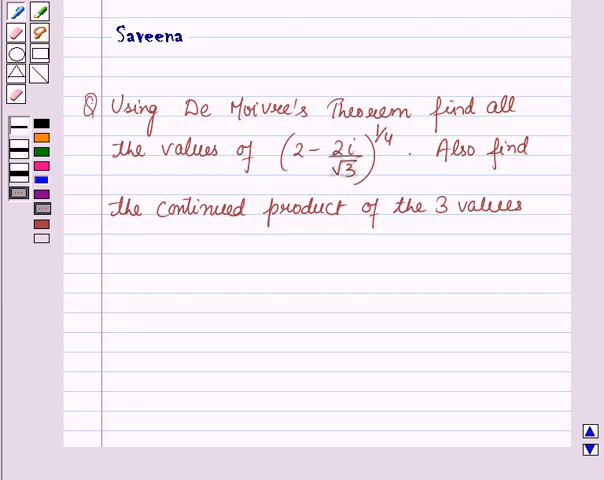 Saveena
Q Using De Moivre's Theorem find all
the values of (2 - 2i/√3)^1/4. Also find
the continued product of the 3 values